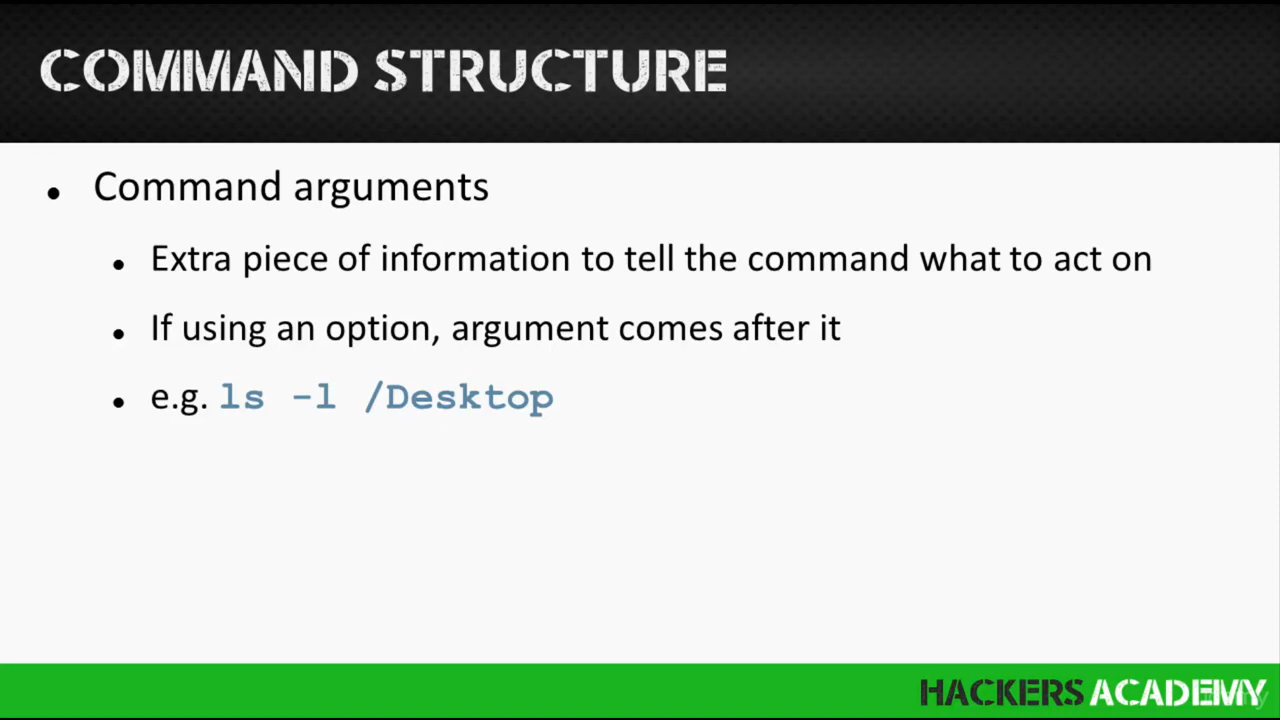 COMMAND STRUCTURE
• Command arguments
• Extra piece of information to tell the command what to act on
• If using an option, argument comes after it
• e.g. ls -l /Desktop
HACKERS ACADEMY